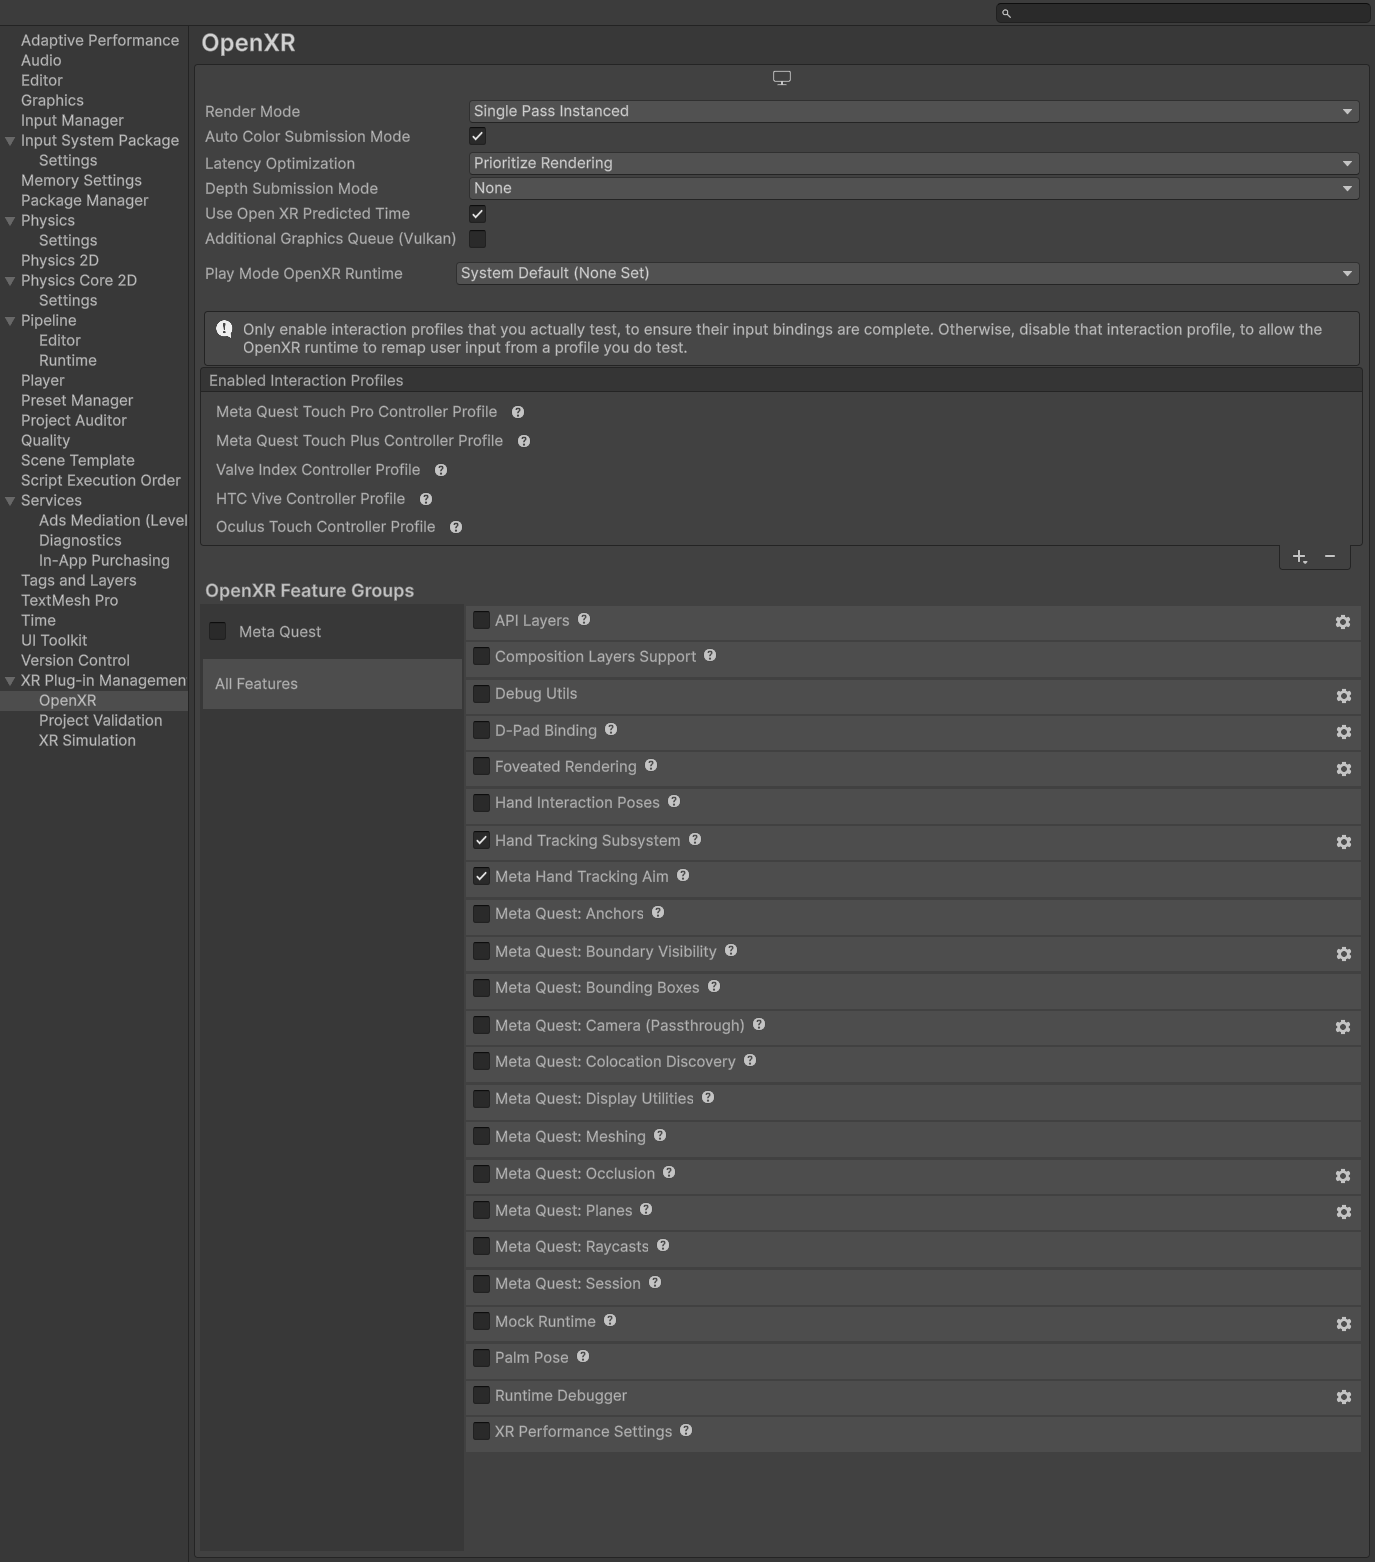 Adaptive Performance
Audio
Editor
Graphics
Input Manager
Input System Package
Settings
Memory Settings
Package Manager
Physics
Settings
Physics 2D
Physics Core 2D
Settings
Pipeline
Editor
Runtime
Player
Preset Manager
Project Auditor
Quality
Scene Template
Script Execution Order
Services
Ads Mediation (Level
Diagnostics
In-App Purchasing
Tags and Layers
TextMesh Pro
Time
UI Toolkit
Version Control
XR Plug-in Managemen
OpenXR
Project Validation
XR Simulation
OpenXR
Render Mode Single Pass Instanced
Auto Color Submission Mode
Latency Optimization Prioritize Rendering
Depth Submission Mode None
Use Open XR Predicted Time
Additional Graphics Queue (Vulkan)
Play Mode OpenXR Runtime System Default (None Set)
Only enable interaction profiles that you actually test, to ensure their input bindings are complete. Otherwise, disable that interaction profile, to allow the
OpenXR runtime to remap user input from a profile you do test.
Enabled Interaction Profiles
Meta Quest Touch Pro Controller Profile
Meta Quest Touch Plus Controller Profile
Valve Index Controller Profile
HTC Vive Controller Profile
Oculus Touch Controller Profile
OpenXR Feature Groups
Meta Quest
All Features
API Layers
Composition Layers Support
Debug Utils
D-Pad Binding
Foveated Rendering
Hand Interaction Poses
Hand Tracking Subsystem
Meta Hand Tracking Aim
Meta Quest: Anchors
Meta Quest: Boundary Visibility
Meta Quest: Bounding Boxes
Meta Quest: Camera (Passthrough)
Meta Quest: Colocation Discovery
Meta Quest: Display Utilities
Meta Quest: Meshing
Meta Quest: Occlusion
Meta Quest: Planes
Meta Quest: Raycasts
Meta Quest: Session
Mock Runtime
Palm Pose
Runtime Debugger
XR Performance Settings